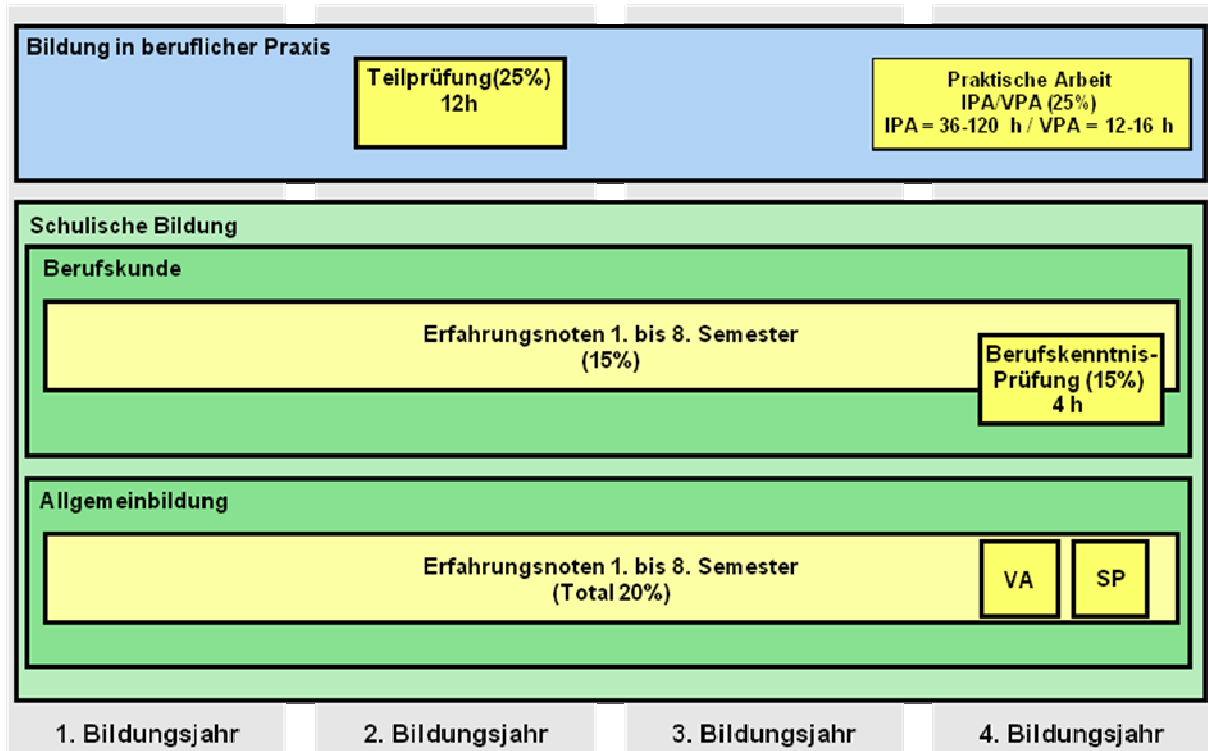 Bildung in beruflicher Praxis
Teilprüfung(25%)
12h
Praktische Arbeit
IPA/VPA (25%)
IPA = 36-120 h / VPA = 12-16 h
Schulische Bildung
Berufskunde
Erfahrungsnoten 1. bis 8. Semester
(15%)
Berufskenntnis-
Prüfung (15%)
4 h
Allgemeinbildung
Erfahrungsnoten 1. bis 8. Semester
(Total 20%)
VA
SP
1. Bildungsjahr
2. Bildungsjahr
3. Bildungsjahr
4. Bildungsjahr